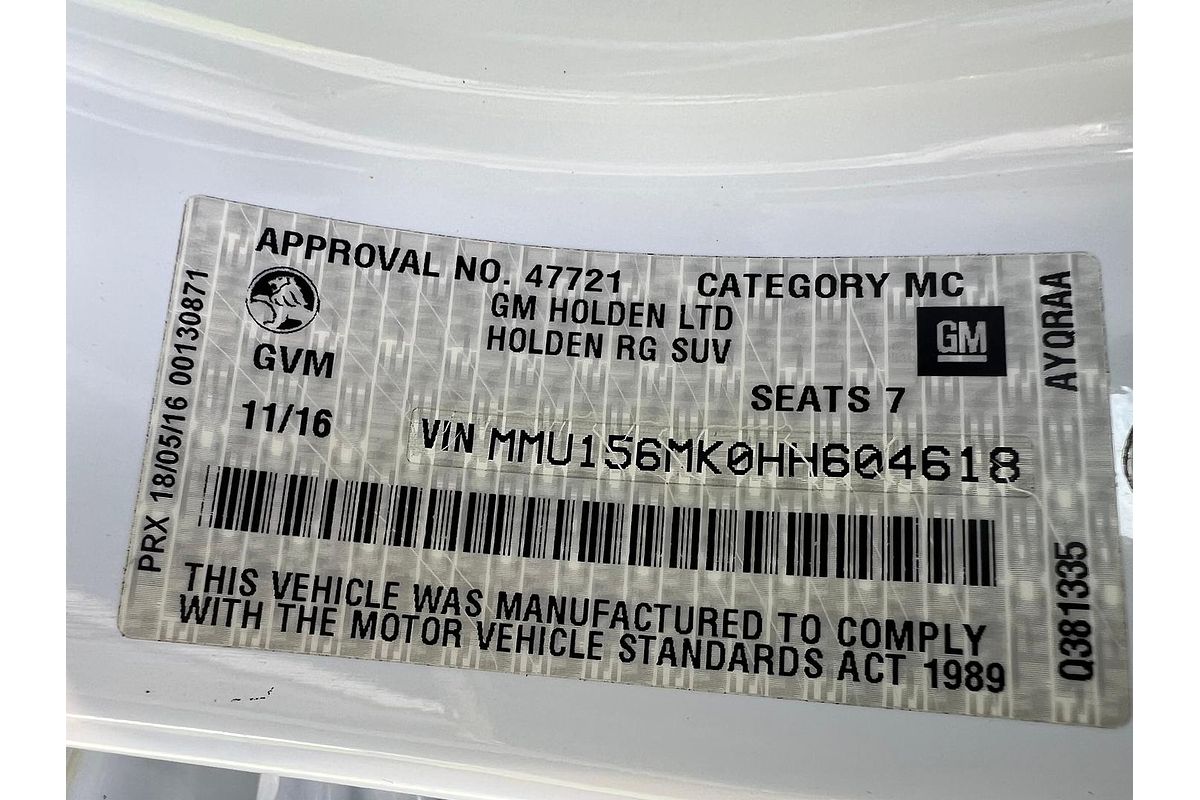 APPROVAL NO. 47721 CATEGORY MC
GM HOLDEN LTD
HOLDEN RG SUV
GM
GVM
SEATS 7
11/16
VIN MMU156MK0HH604618
THIS VEHICLE WAS MANUFACTURED TO COMPLY
WITH THE MOTOR VEHICLE STANDARDS ACT 1989
PRX 18/05/16 00130871
AYQRAA
Q381335